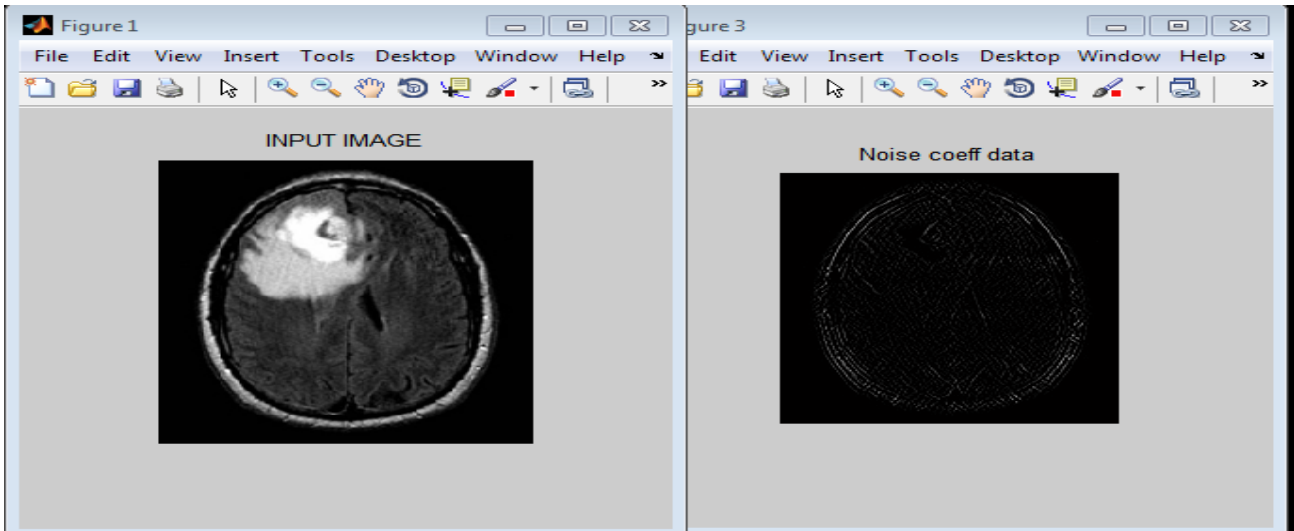 Figure 1
File Edit View Insert Tools Desktop Window Help
INPUT IMAGE
gure 3
Edit View Insert Tools Desktop Window Help
Noise coeff data